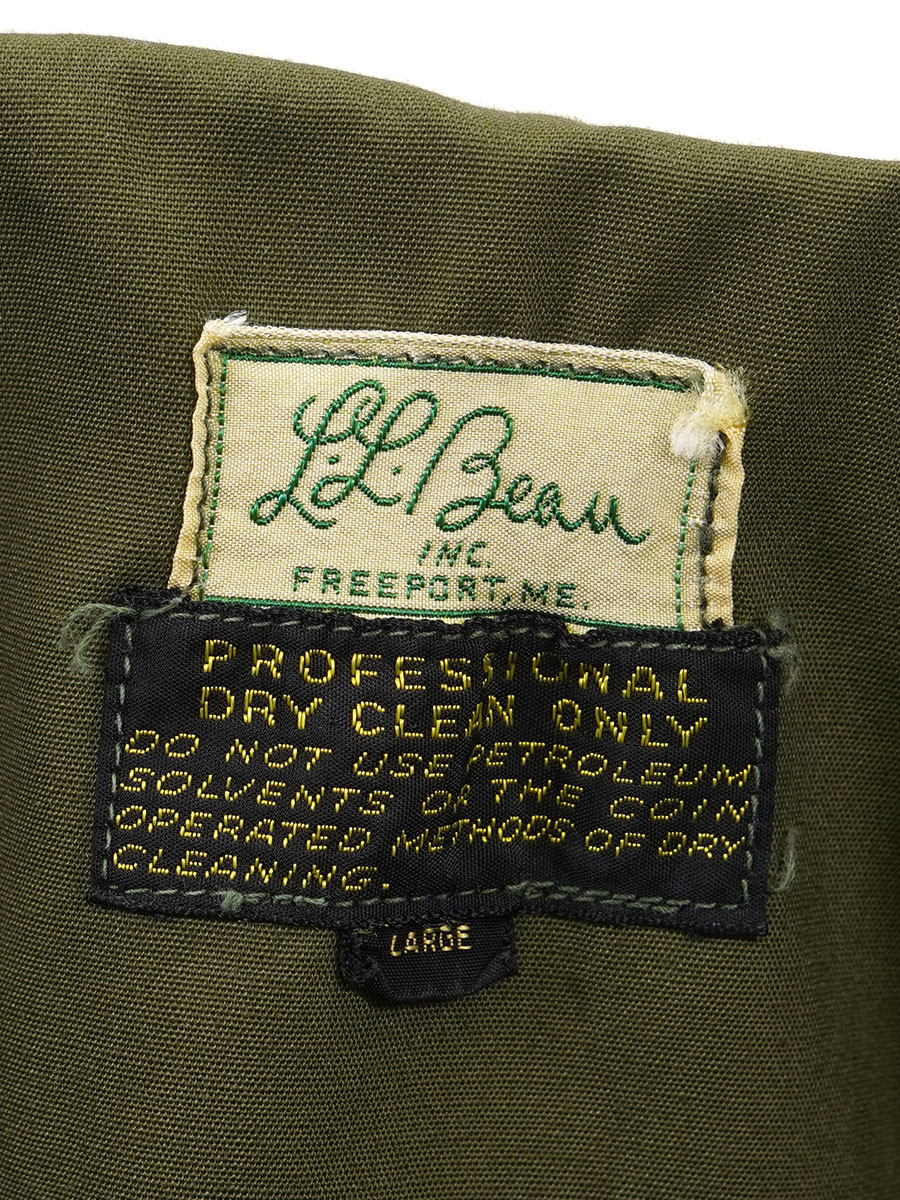 L.L. Bean
INC.
FREEPORT, ME.
PROFESSIONAL
DRY CLEAN ONLY
DO NOT USE PETROLEUM
SOLVENTS OR THE COIN
OPERATED METHODS OF DRY
CLEANING.
LARGE